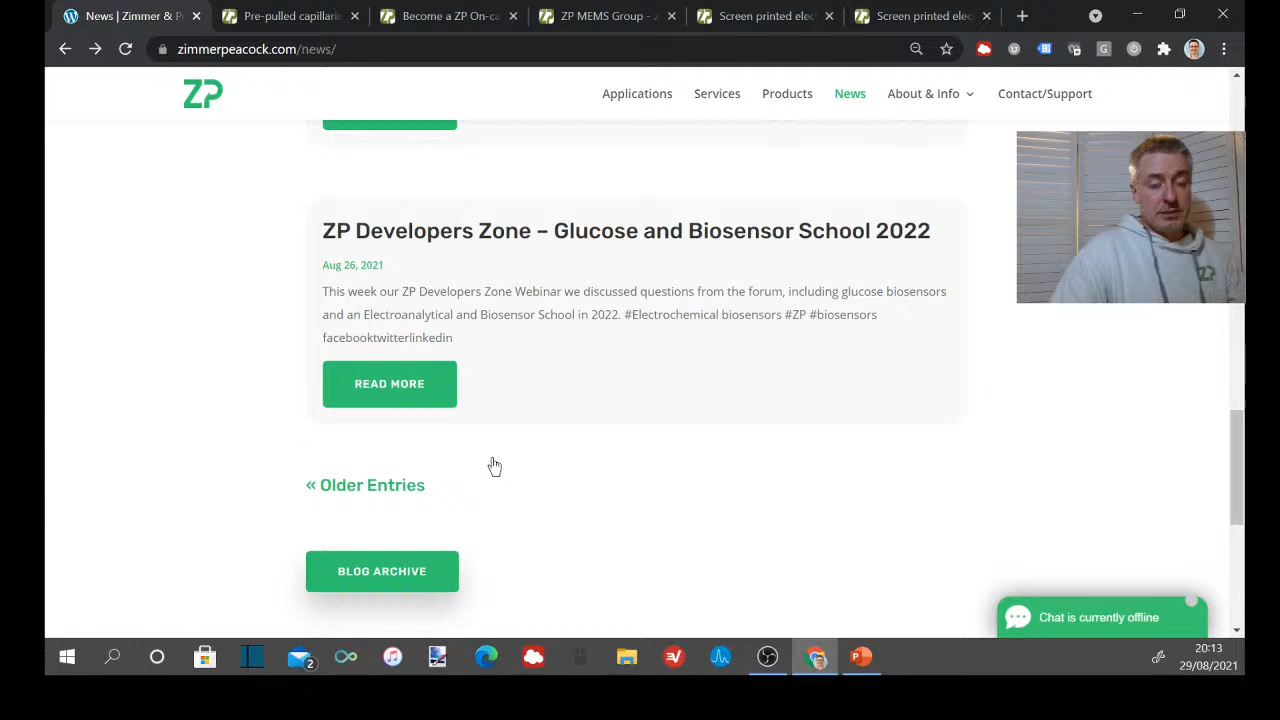 News | Zimmer & P
Pre-pulled capillari
Become a ZP On-ca
ZP MEMS Group -
Screen printed elec
Screen printed elec
zimmerpeacock.com/news/
ZP
Applications
Services
Products
News
About & Info
Contact/Support
ZP Developers Zone – Glucose and Biosensor School 2022
Aug 26, 2021
This week our ZP Developers Zone Webinar we discussed questions from the forum, including glucose biosensors
and an Electroanalytical and Biosensor School in 2022. #Electrochemical biosensors #ZP #biosensors
facebooktwitterlinkedin
READ MORE
« Older Entries
BLOG ARCHIVE
Chat is currently offline
2
20:13
29/08/2021